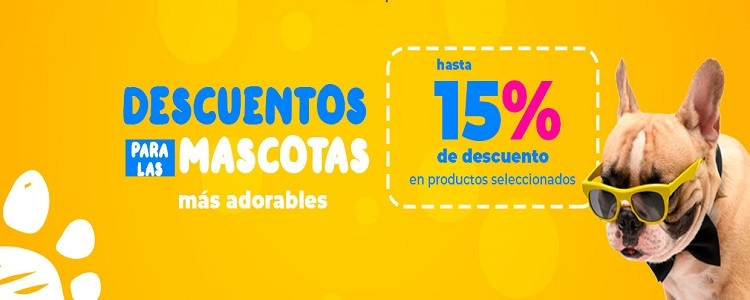 DESCUENTOS
PARA LAS MASCOTAS
más adorables
hasta
15%
de descuento
en productos seleccionados